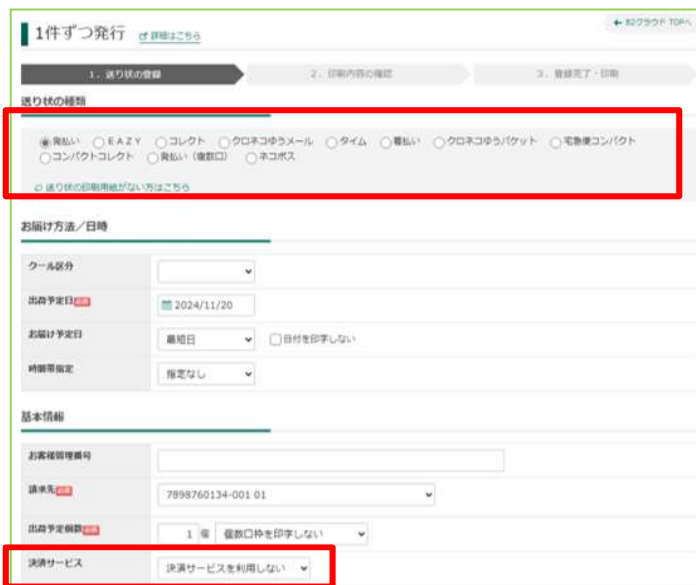 ← B2クラウド TOPへ
1件ずつ発行 詳細はこちら
1. 送り状の登録 2. 印刷内容の確認 3. 登録完了・印刷
送り状の種類
発払い EAZY コレクト クロネコゆうメール タイム 着払い クロネコゆうパケット 宅急便コンパクト
コンパクトコレクト 発払い（複数口） ネコポス
送り状の印刷用紙がない方はこちら
お届け方法／日時
クール区分
出荷予定日 必須 2024/11/20
お届け予定日 最短日 日付を印字しない
時間帯指定 指定なし
基本情報
お客様管理番号
請求先 必須 7898760134-001 01
出荷予定個数 必須 1 個 個数口枠を印字しない
決済サービス 決済サービスを利用しない